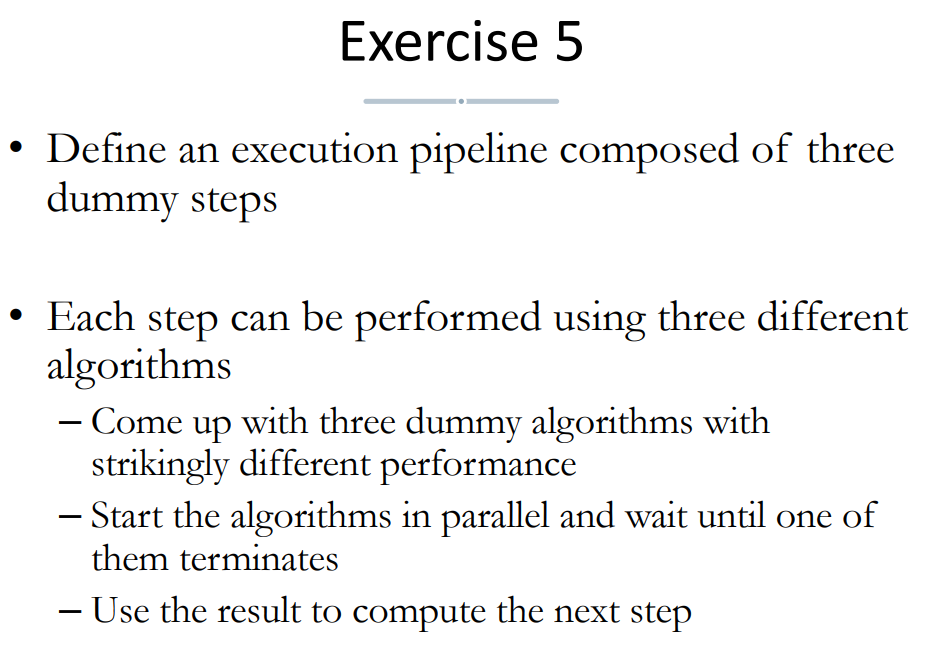 Exercise 5
• Define an execution pipeline composed of three
dummy steps
• Each step can be performed using three different
algorithms
– Come up with three dummy algorithms with
strikingly different performance
– Start the algorithms in parallel and wait until one of
them terminates
– Use the result to compute the next step